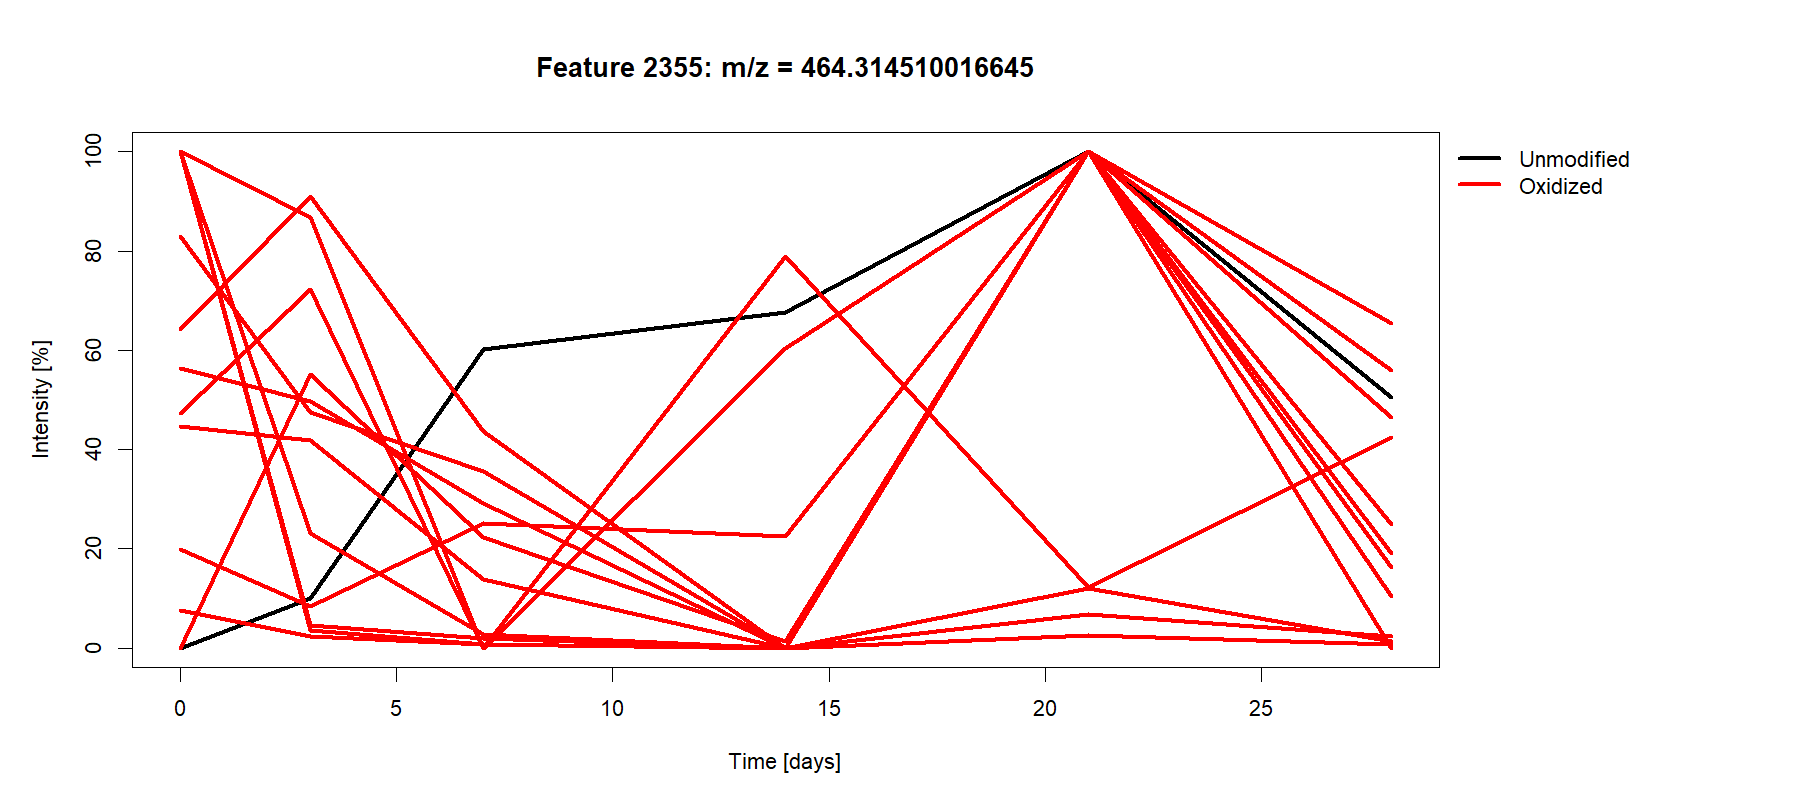 Feature 2355: m/z = 464.314510016645
100
80
60
40
20
0
Intensity [%]
0 5 10 15 20 25
Time [days]
Unmodified
Oxidized